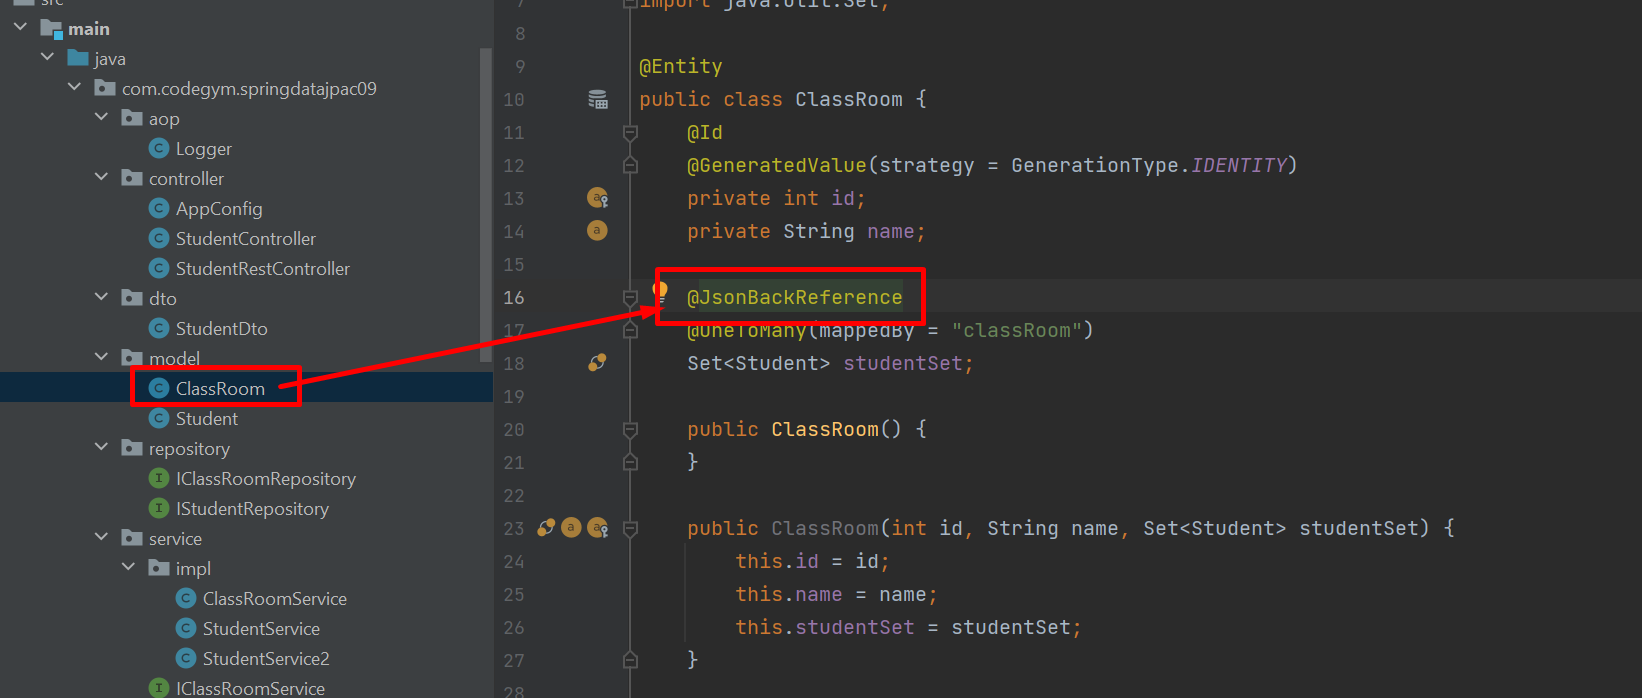 src
main
java
com.codegym.springdatajpac09
aop
Logger
controller
AppConfig
StudentController
StudentRestController
dto
StudentDto
model
ClassRoom
Student
repository
IClassRoomRepository
IStudentRepository
service
impl
ClassRoomService
StudentService
StudentService2
IClassRoomService
7 import java.util.Set;
8
9 @Entity
10 public class ClassRoom {
11 @Id
12 @GeneratedValue(strategy = GenerationType.IDENTITY)
13 private int id;
14 private String name;
15
16 @JsonBackReference
17 @OneToMany(mappedBy = "classRoom")
18 Set<Student> studentSet;
19
20 public ClassRoom() {
21 }
22
23 public ClassRoom(int id, String name, Set<Student> studentSet) {
24 this.id = id;
25 this.name = name;
26 this.studentSet = studentSet;
27 }
28